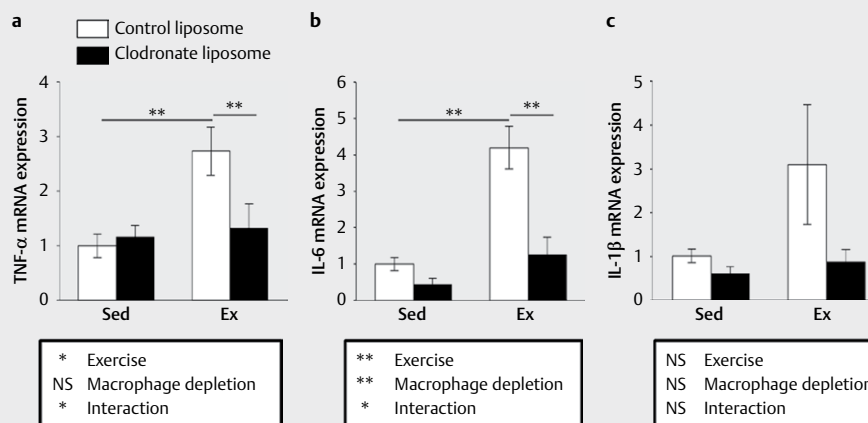 a
Control liposome
Clodronate liposome
TNF-α mRNA expression
4
3
2
1
0
**
**
Sed
Ex
* Exercise
NS Macrophage depletion
* Interaction
b
IL-6 mRNA expression
6
5
4
3
2
1
0
**
**
Sed
Ex
** Exercise
** Macrophage depletion
* Interaction
c
IL-1β mRNA expression
5
4
3
2
1
0
Sed
Ex
NS Exercise
NS Macrophage depletion
NS Interaction